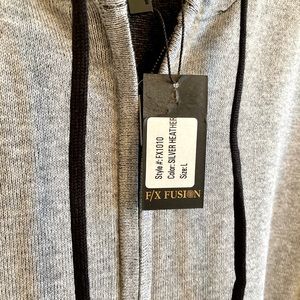 Style #: FX1010
Color: SILVER HEATHER
Size: L
F/X FUSION